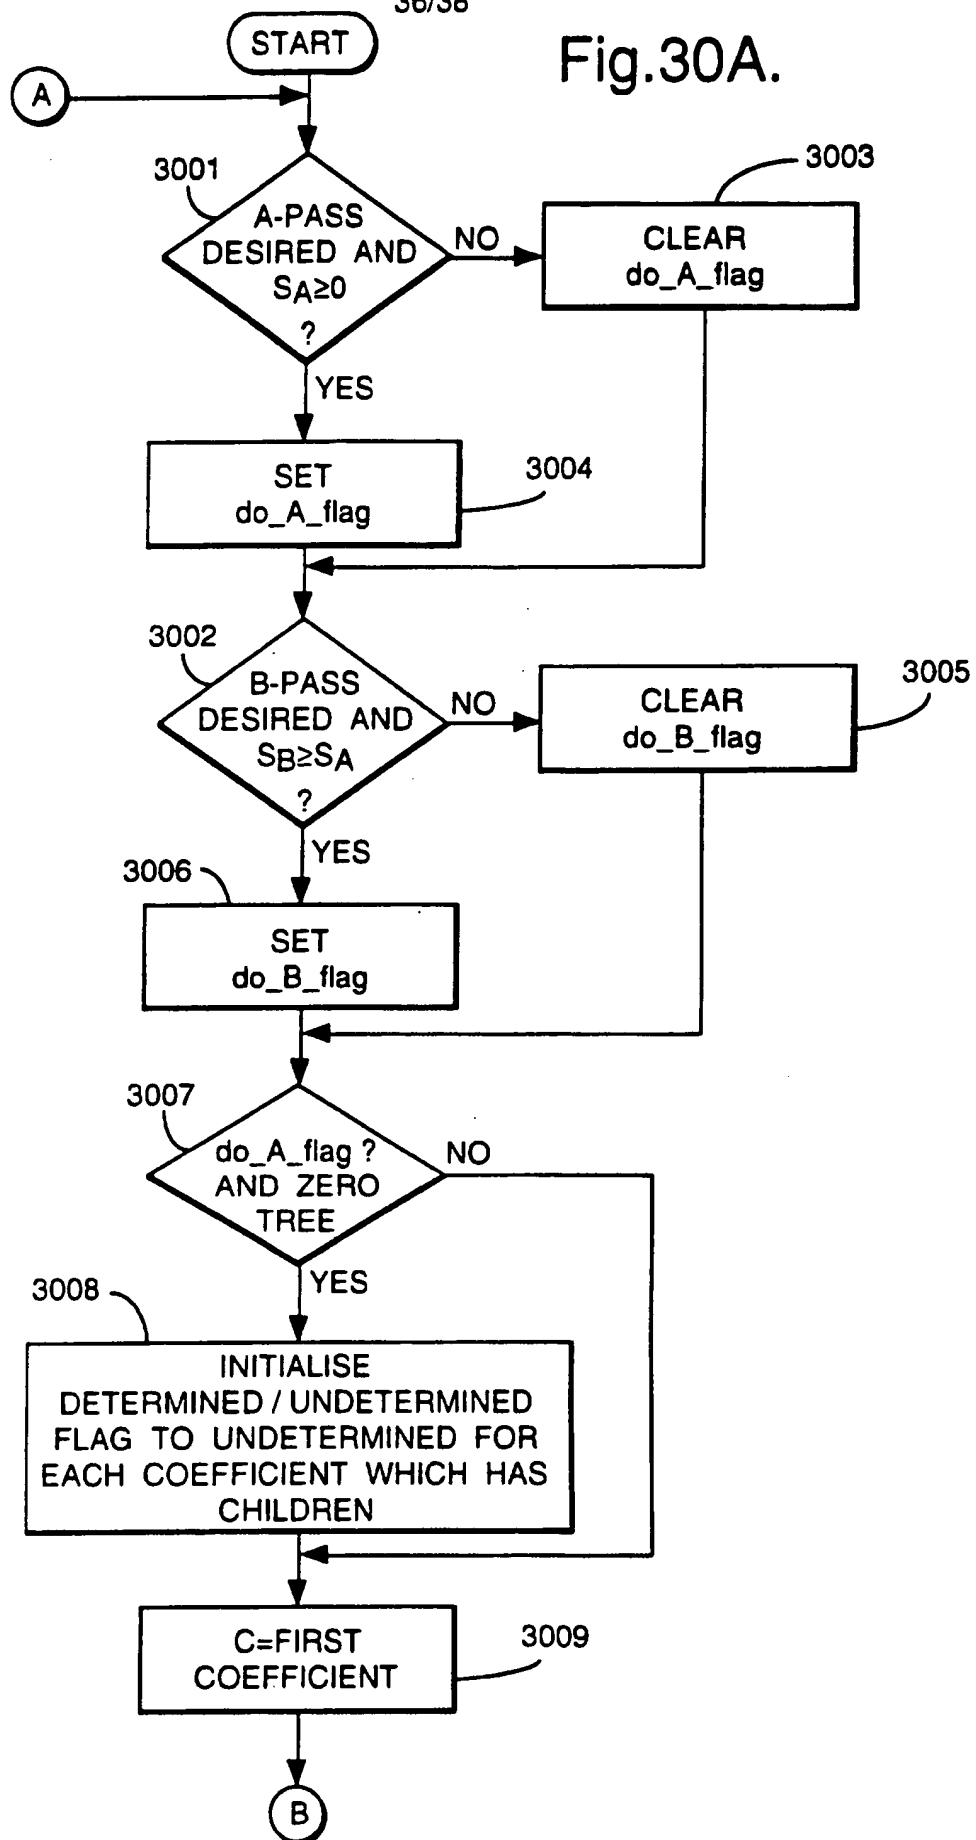 36/38
START
Fig.30A.
A
3001
3003
A-PASS
DESIRED AND
SA≥0
?
NO
CLEAR
do_A_flag
YES
SET
do_A_flag
3004
3002
B-PASS
DESIRED AND
SB≥SA
?
NO
CLEAR
do_B_flag
3005
YES
3006
SET
do_B_flag
3007
do_A_flag ?
AND ZERO
TREE
NO
YES
3008
INITIALISE
DETERMINED / UNDETERMINED
FLAG TO UNDETERMINED FOR
EACH COEFFICIENT WHICH HAS
CHILDREN
C=FIRST
COEFFICIENT
3009
B